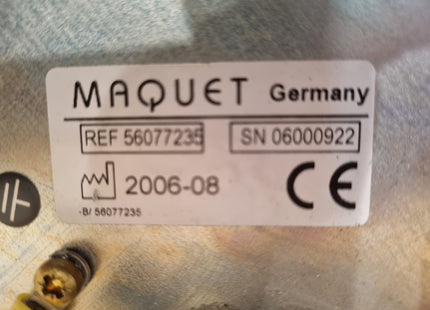 MAQUET Germany
REF 56077235 SN 06000922
2006-08 CE
-B/ 56077235